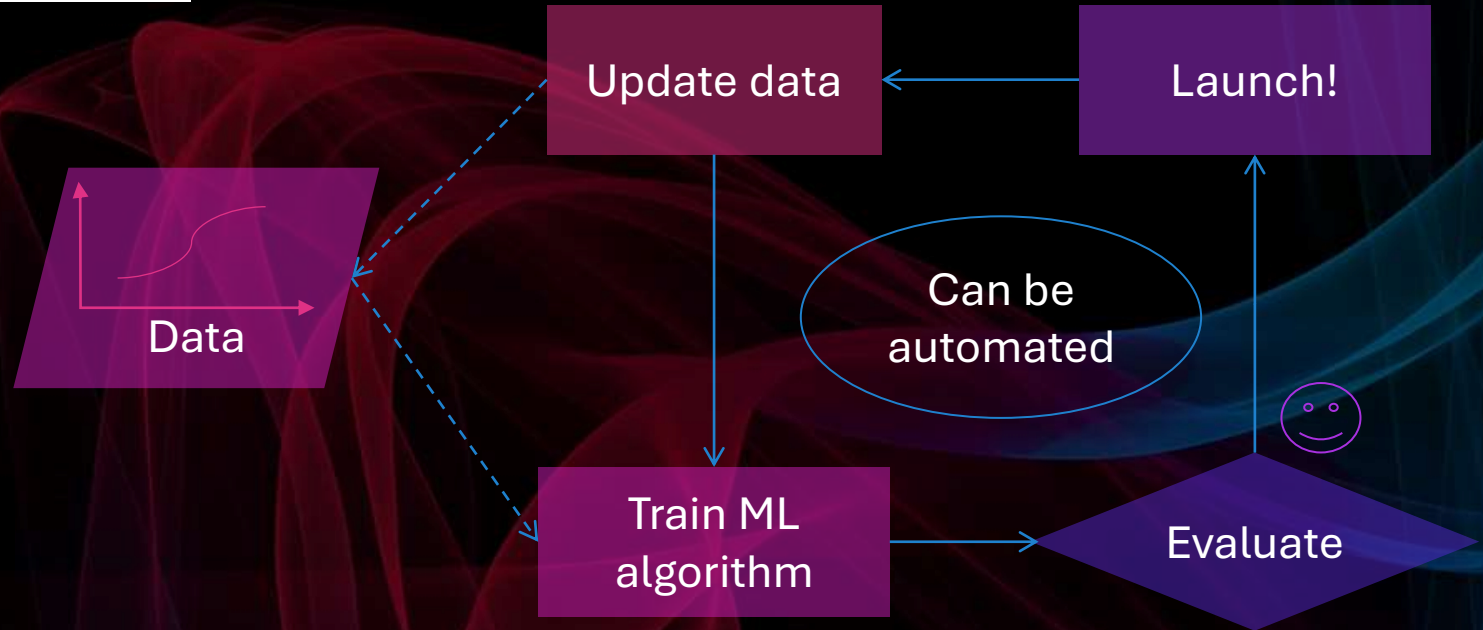 Update data
Launch!
Data
Can be
automated
Train ML
algorithm
Evaluate